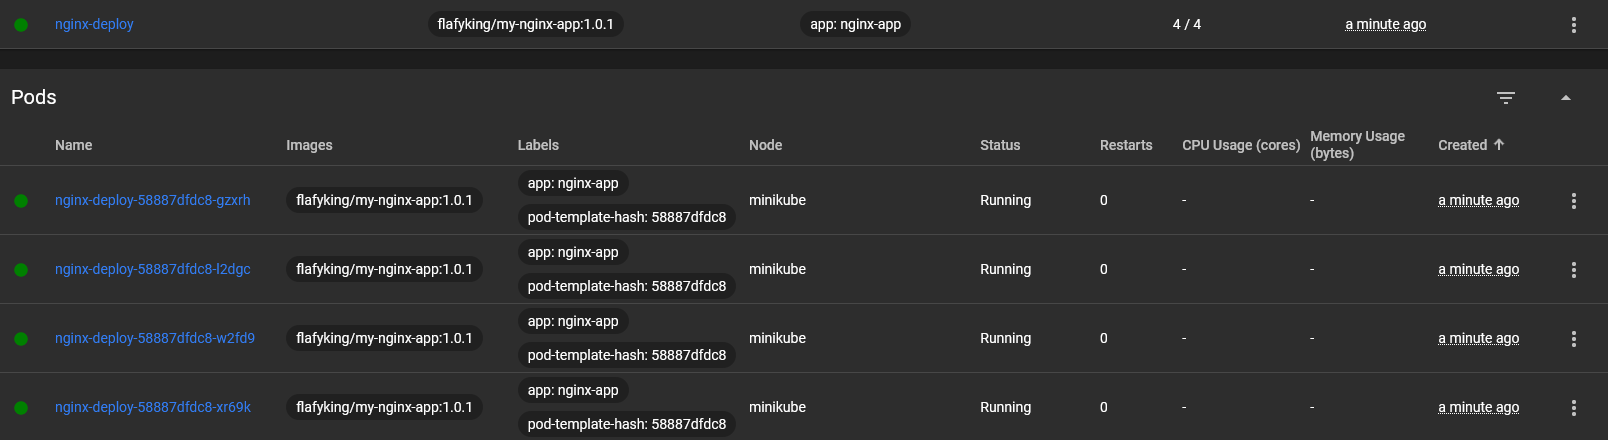 nginx-deploy flafyking/my-nginx-app:1.0.1 app: nginx-app 4 / 4 a minute ago
Pods
Name Images Labels Node Status Restarts CPU Usage (cores) Memory Usage (bytes) Created
nginx-deploy-58887dfdc8-gzxrh flafyking/my-nginx-app:1.0.1 app: nginx-app minikube Running 0 - - a minute ago
pod-template-hash: 58887dfdc8
nginx-deploy-58887dfdc8-l2dgc flafyking/my-nginx-app:1.0.1 app: nginx-app minikube Running 0 - - a minute ago
pod-template-hash: 58887dfdc8
nginx-deploy-58887dfdc8-w2fd9 flafyking/my-nginx-app:1.0.1 app: nginx-app minikube Running 0 - - a minute ago
pod-template-hash: 58887dfdc8
nginx-deploy-58887dfdc8-xr69k flafyking/my-nginx-app:1.0.1 app: nginx-app minikube Running 0 - - a minute ago
pod-template-hash: 58887dfdc8